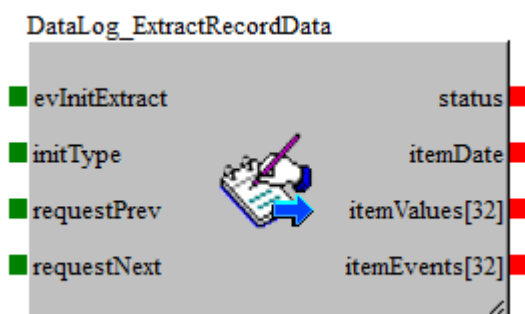 DataLog_ExtractRecordData
evInitExtract status
initType itemDate
requestPrev itemValues[32]
requestNext itemEvents[32]